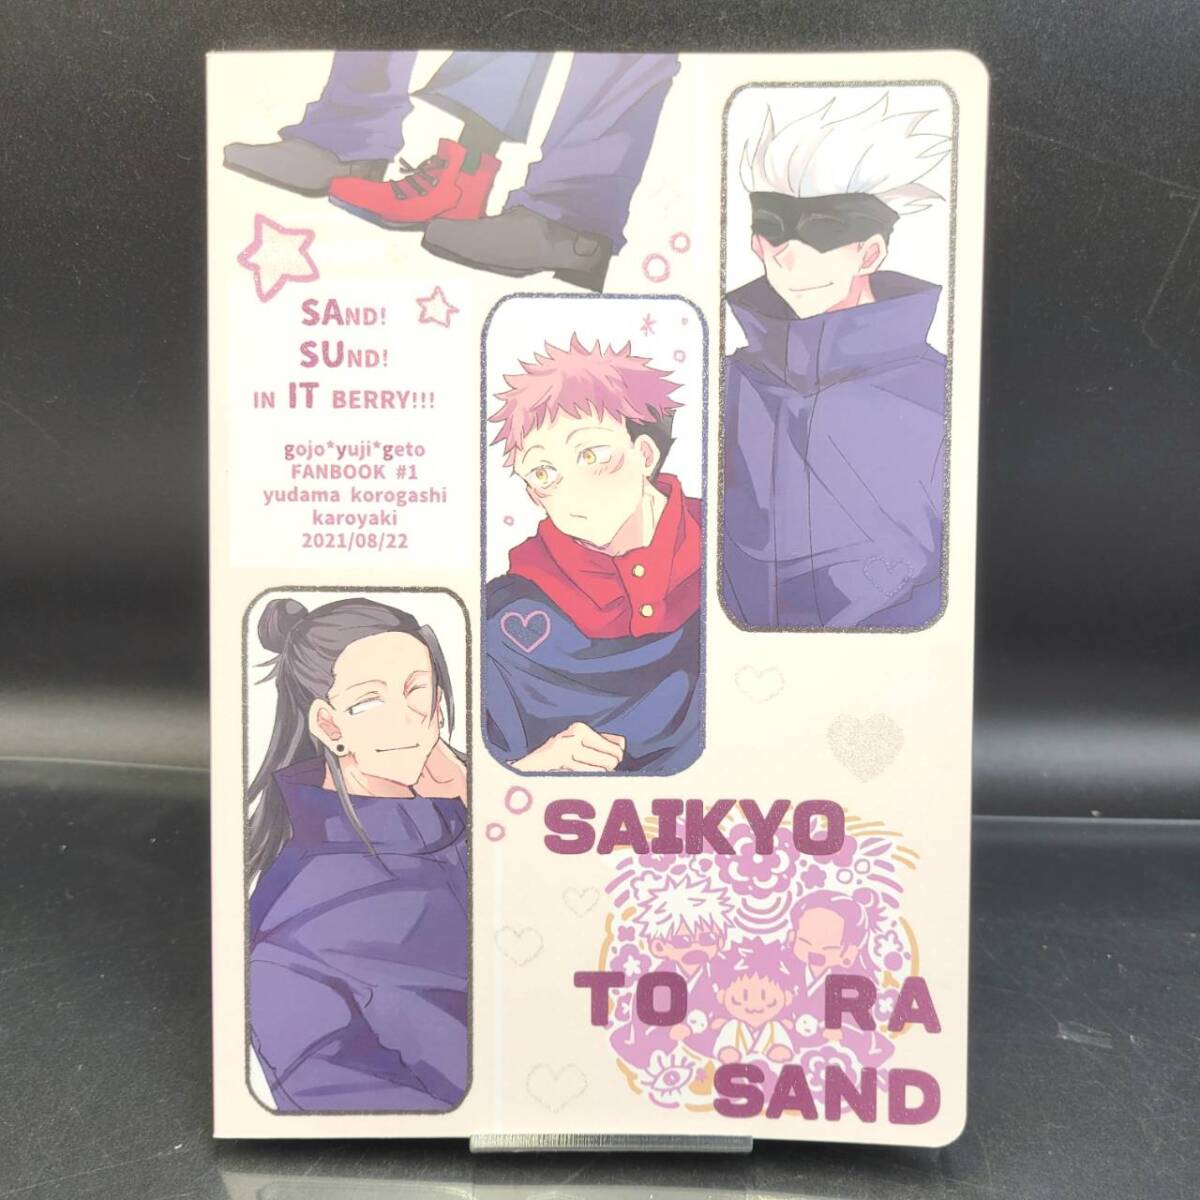 SAND!
SUND!
IN IT BERRY!!!
gojo*yuji*geto
FANBOOK #1
yudama korogashi
karoyaki
2021/08/22
SAIKYO
TO RA
SAND